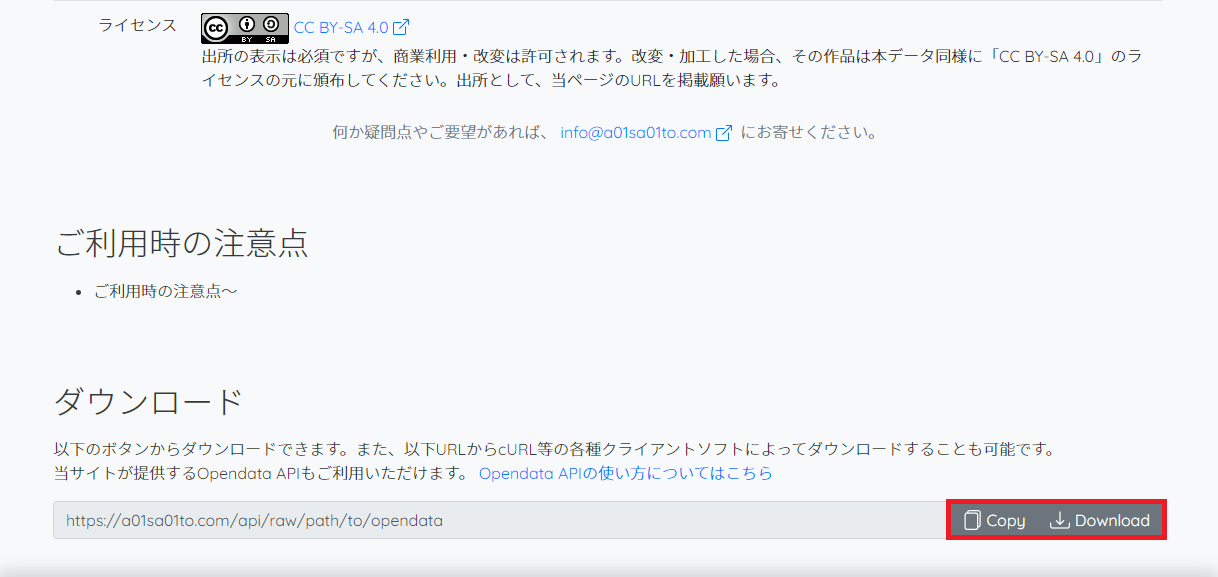 ライセンス
cc BY SA CC BY-SA 4.0
出所の表示は必須ですが、商業利用・改変は許可されます。改変・加工した場合、その作品は本データ同様に「CC BY-SA 4.0」のラ
イセンスの元に頒布してください。出所として、当ページのURLを掲載願います。
何か疑問点やご要望があれば、 info@a01sa01to.com にお寄せください。
ご利用時の注意点
• ご利用時の注意点〜
ダウンロード
以下のボタンからダウンロードできます。また、以下URLからcURL等の各種クライアントソフトによってダウンロードすることも可能です。
当サイトが提供するOpendata APIもご利用いただけます。 Opendata APIの使い方についてはこちら
https://a01sa01to.com/api/raw/path/to/opendata Copy Download